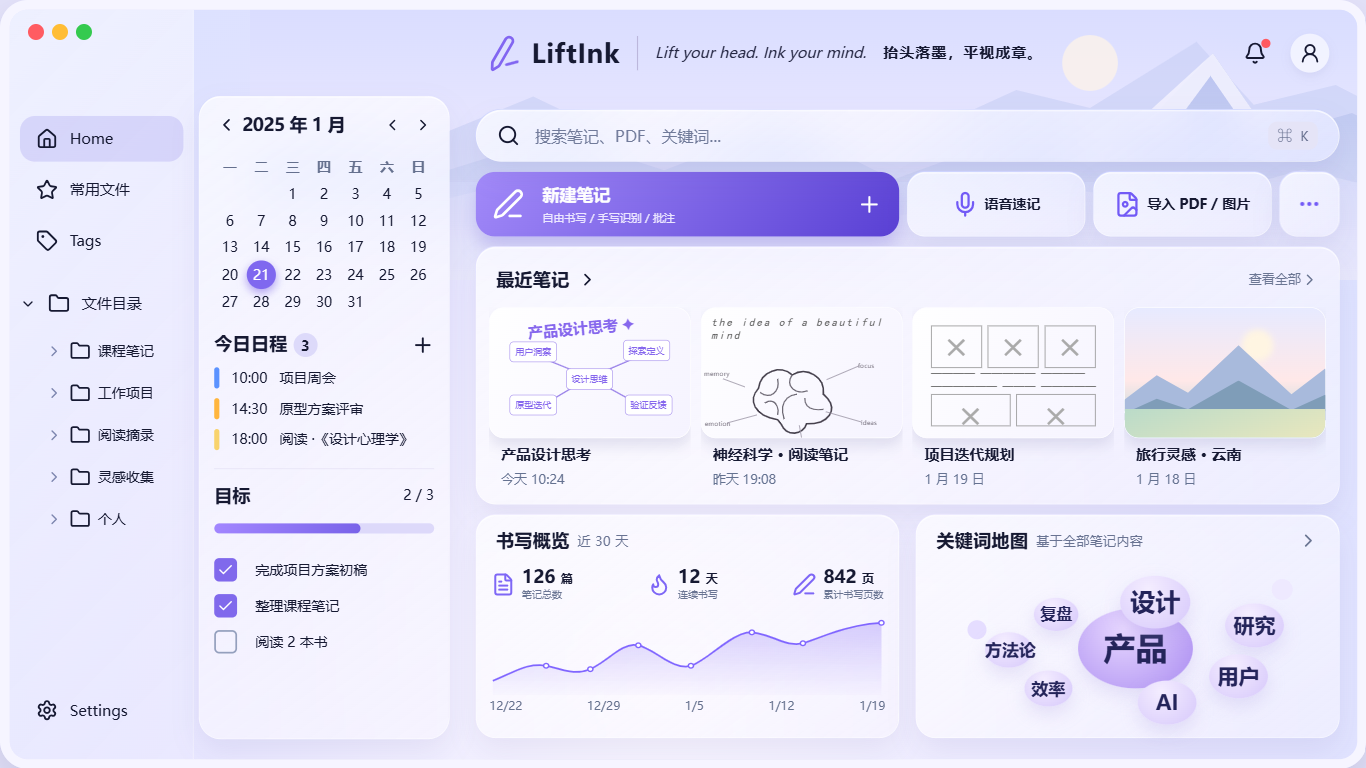 LiftInk
Lift your head. Ink your mind. 抬头落墨，平视成章。
Home
常用文件
Tags
文件目录
课程笔记
工作项目
阅读摘录
灵感收集
个人
Settings
2025 年 1 月
一 二 三 四 五 六 日
1 2 3 4 5
6 7 8 9 10 11 12
13 14 15 16 17 18 19
20 21 22 23 24 25 26
27 28 29 30 31
今日日程 3
10:00 项目周会
14:30 原型方案评审
18:00 阅读 ·《设计心理学》
目标 2 / 3
完成项目方案初稿
整理课程笔记
阅读 2 本书
搜索笔记、PDF、关键词... ⌘ K
新建笔记
自由书写 / 手写识别 / 批注
语音速记
导入 PDF / 图片
最近笔记
查看全部
产品设计思考 ✦
用户洞察
探索定义
设计思维
原型迭代
验证反馈
产品设计思考
今天 10:24
the idea of a beautiful
mind
memory
focus
emotion
ideas
神经科学 • 阅读笔记
昨天 19:08
项目迭代规划
1 月 19 日
旅行灵感 • 云南
1 月 18 日
书写概览 近 30 天
126 篇
笔记总数
12 天
连续书写
842 页
累计书写页数
12/22 12/29 1/5 1/12 1/19
关键词地图 基于全部笔记内容
设计
复盘
研究
产品
方法论
用户
效率
AI